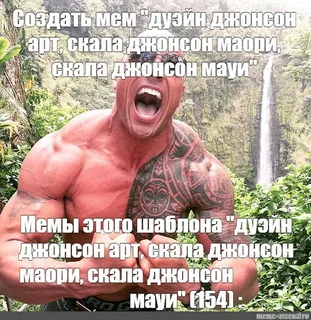 Создать мем "дуэйн джонсон
арт, скала джонсон маори,
скала джонсон мауи"
Мемы этого шаблона "дуэйн
джонсон арт, скала джонсон
маори, скала джонсон
мауи" (154) :